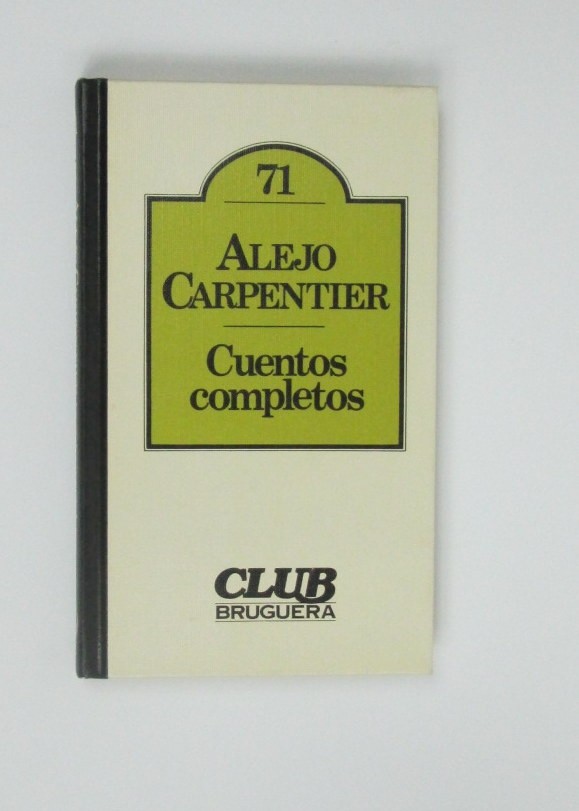 71
ALEJO
CARPENTIER
Cuentos
completos
CLUB
BRUGUERA